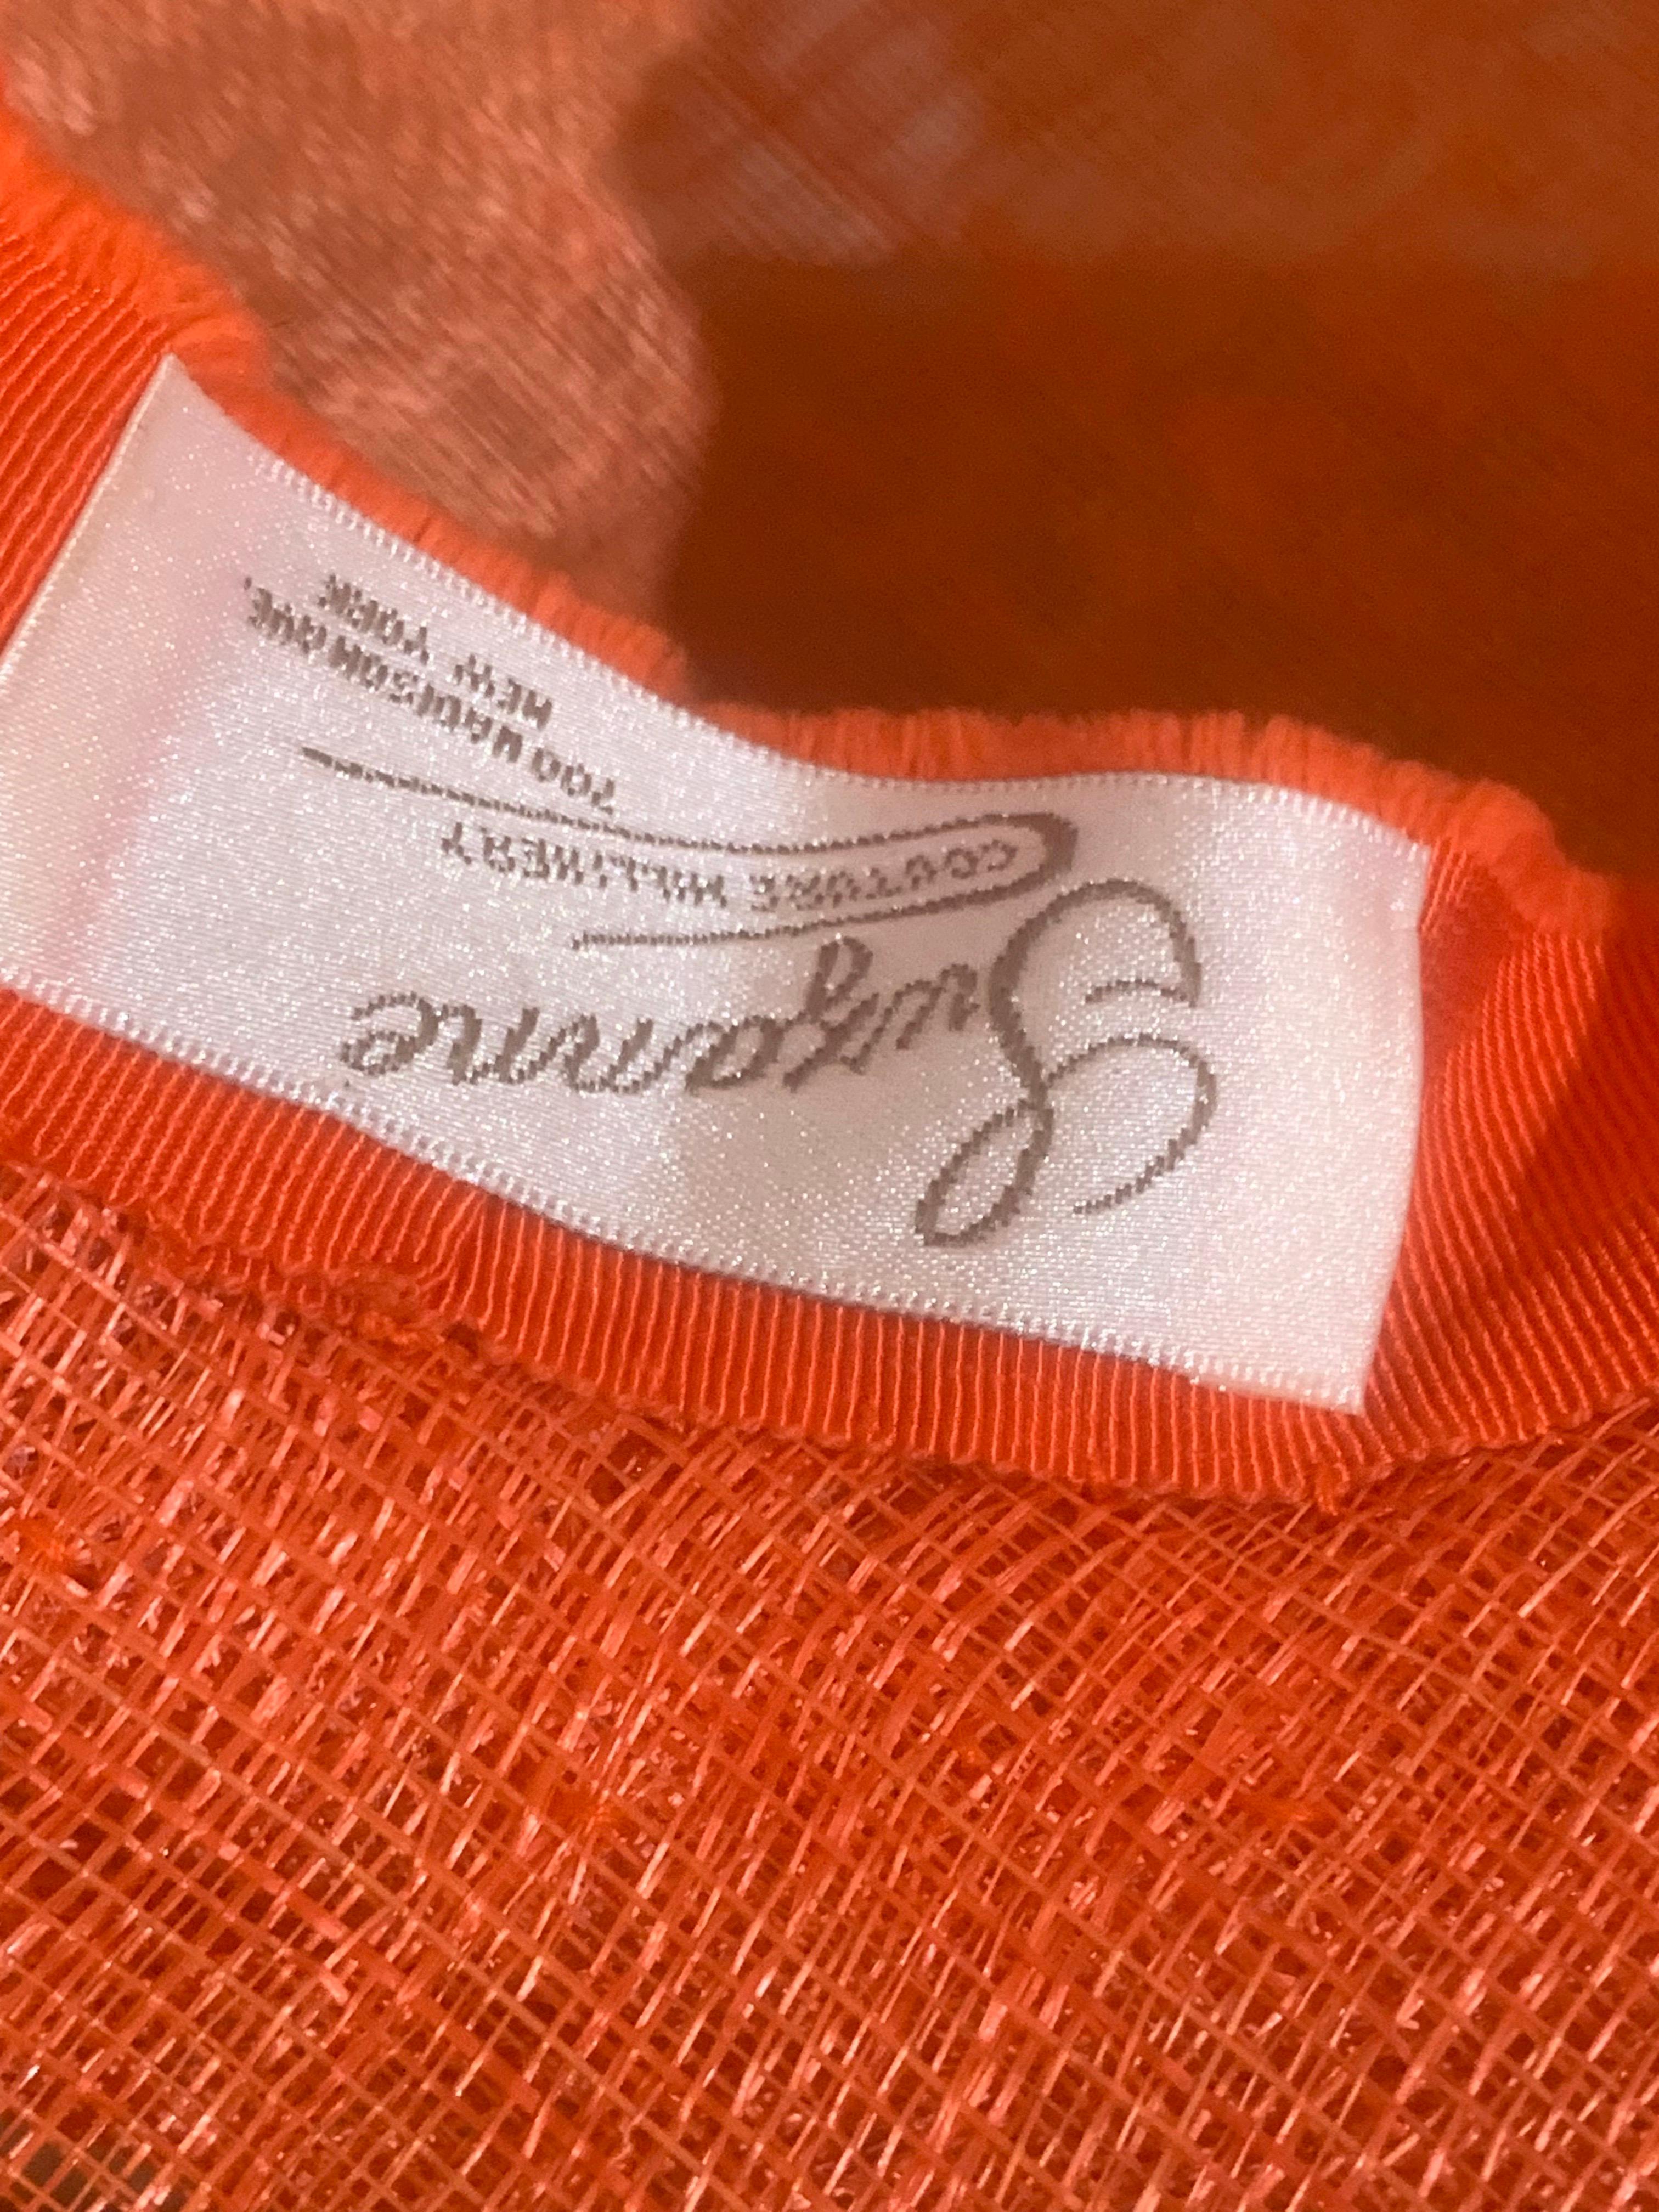 Suzanne
COUTURE MILLINERY
700 MADISON AVE,
NEW YORK